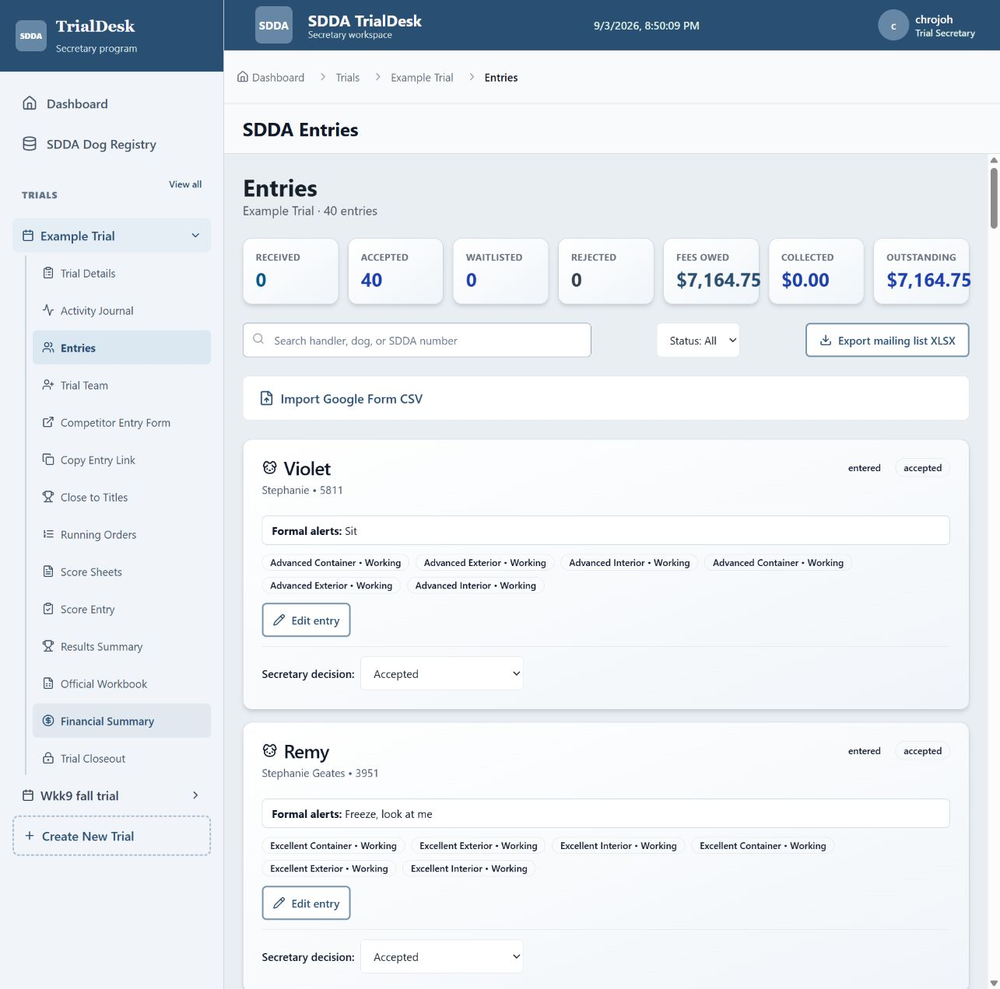 SDDA
TrialDesk
Secretary program
SDDA
SDDA TrialDesk
Secretary workspace
9/3/2026, 8:50:09 PM
c
chrojoh
Trial Secretary
Dashboard
Trials
Example Trial
Entries
SDDA Entries
Dashboard
SDDA Dog Registry
TRIALS
View all
Example Trial
Trial Details
Activity Journal
Entries
Trial Team
Competitor Entry Form
Copy Entry Link
Close to Titles
Running Orders
Score Sheets
Score Entry
Results Summary
Official Workbook
Financial Summary
Trial Closeout
Wkk9 fall trial
+ Create New Trial
Entries
Example Trial · 40 entries
RECEIVED
0
ACCEPTED
40
WAITLISTED
0
REJECTED
0
FEES OWED
$7,164.75
COLLECTED
$0.00
OUTSTANDING
$7,164.75
Search handler, dog, or SDDA number
Status: All
Export mailing list XLSX
Import Google Form CSV
Violet
entered
accepted
Stephanie • 5811
Formal alerts: Sit
Advanced Container • Working
Advanced Exterior • Working
Advanced Interior • Working
Advanced Container • Working
Advanced Exterior • Working
Advanced Interior • Working
Edit entry
Secretary decision: Accepted
Remy
entered
accepted
Stephanie Geates • 3951
Formal alerts: Freeze, look at me
Excellent Container • Working
Excellent Exterior • Working
Excellent Interior • Working
Excellent Container • Working
Excellent Exterior • Working
Excellent Interior • Working
Edit entry
Secretary decision: Accepted